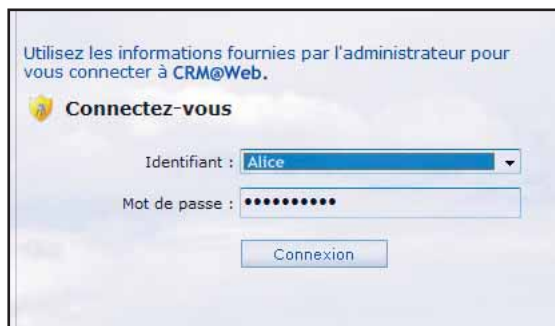 Utilisez les informations fournies par l'administrateur pour
vous connecter à CRM@Web.
Connectez-vous
Identifiant : Alice
Mot de passe : ••••••••••
Connexion